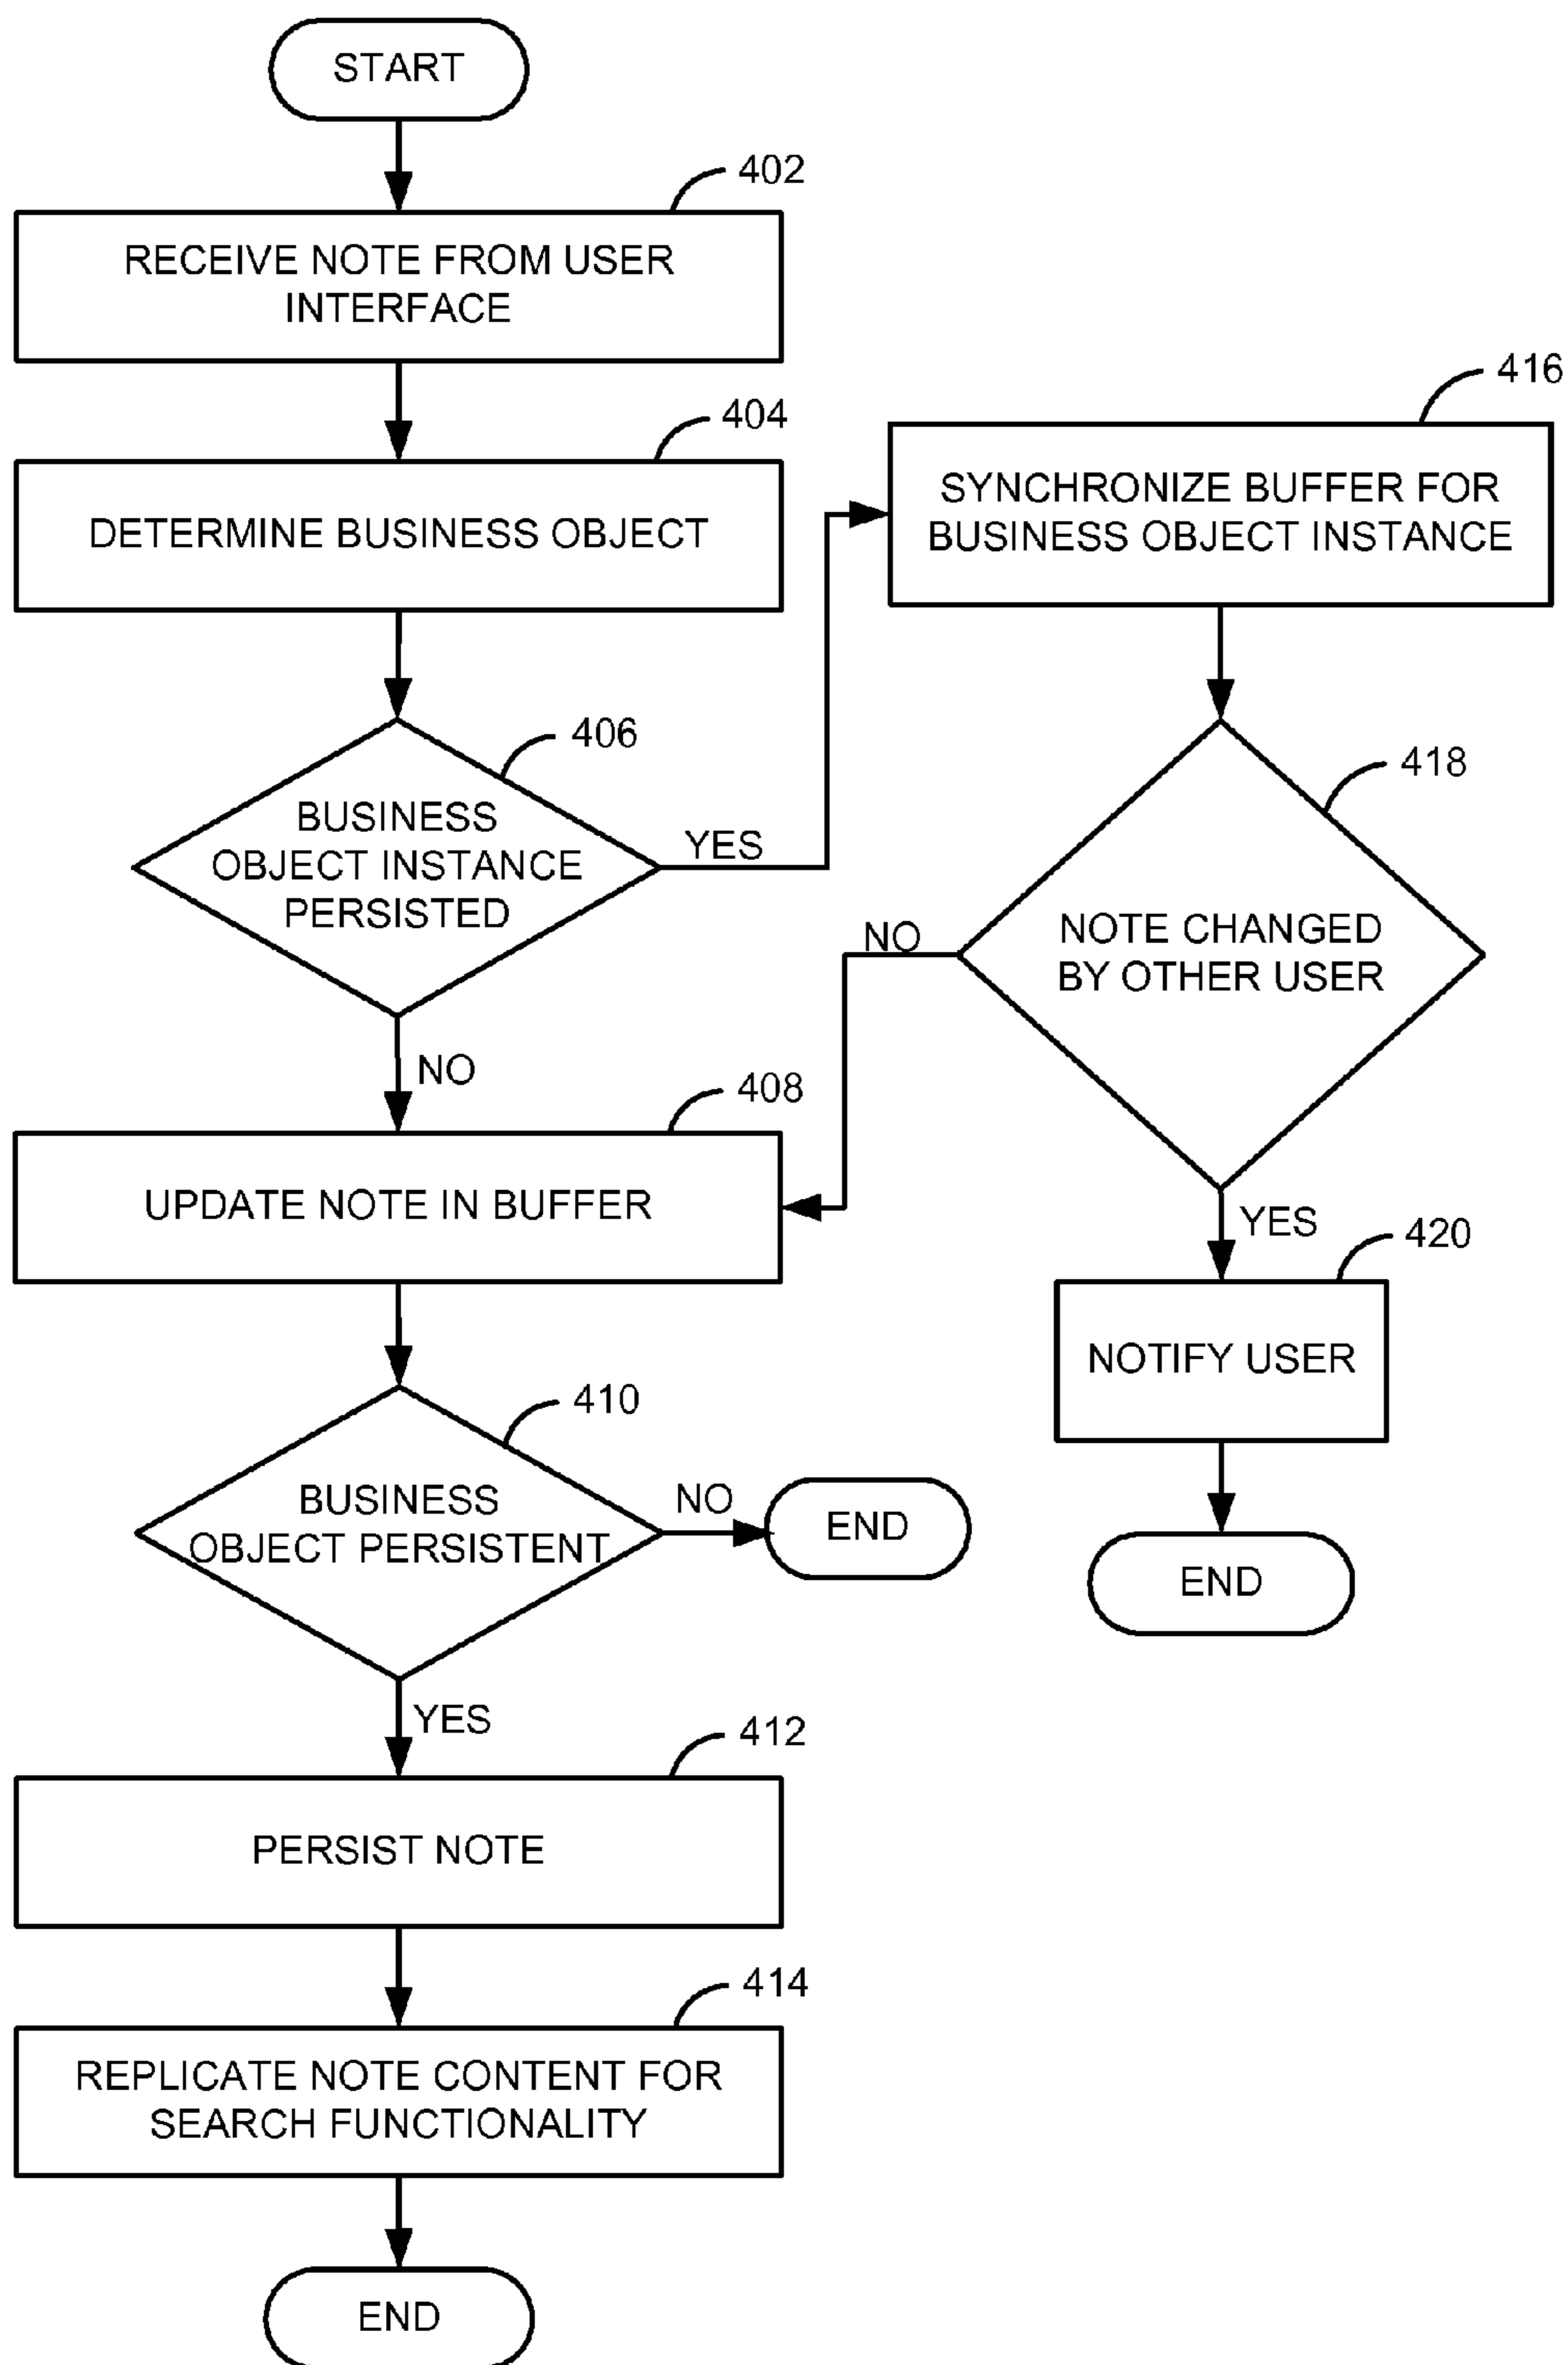 START
402
RECEIVE NOTE FROM USER
INTERFACE
404
DETERMINE BUSINESS OBJECT
406
BUSINESS
OBJECT INSTANCE
PERSISTED
YES
NO
416
SYNCHRONIZE BUFFER FOR
BUSINESS OBJECT INSTANCE
418
NOTE CHANGED
BY OTHER USER
NO
YES
420
NOTIFY USER
END
408
UPDATE NOTE IN BUFFER
410
BUSINESS
OBJECT PERSISTENT
NO
END
YES
412
PERSIST NOTE
414
REPLICATE NOTE CONTENT FOR
SEARCH FUNCTIONALITY
END